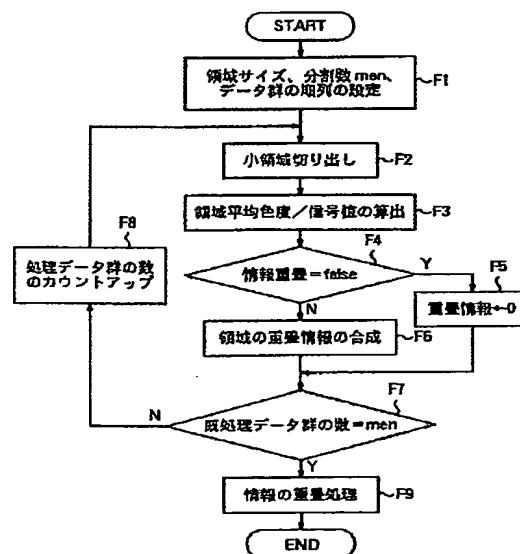 START
領域サイズ、分割数men、
データ群の取列の設定
F1
小領域切り出し
F2
領域平均色度／信号値の算出
F3
F4
情報重畳＝false
Y
N
F5
重畳情報←0
領域の重畳情報の合成
F6
F8
処理データ群の数
のカウントアップ
F7
既処理データ群の数＝men
N
Y
情報の重畳処理
F9
END